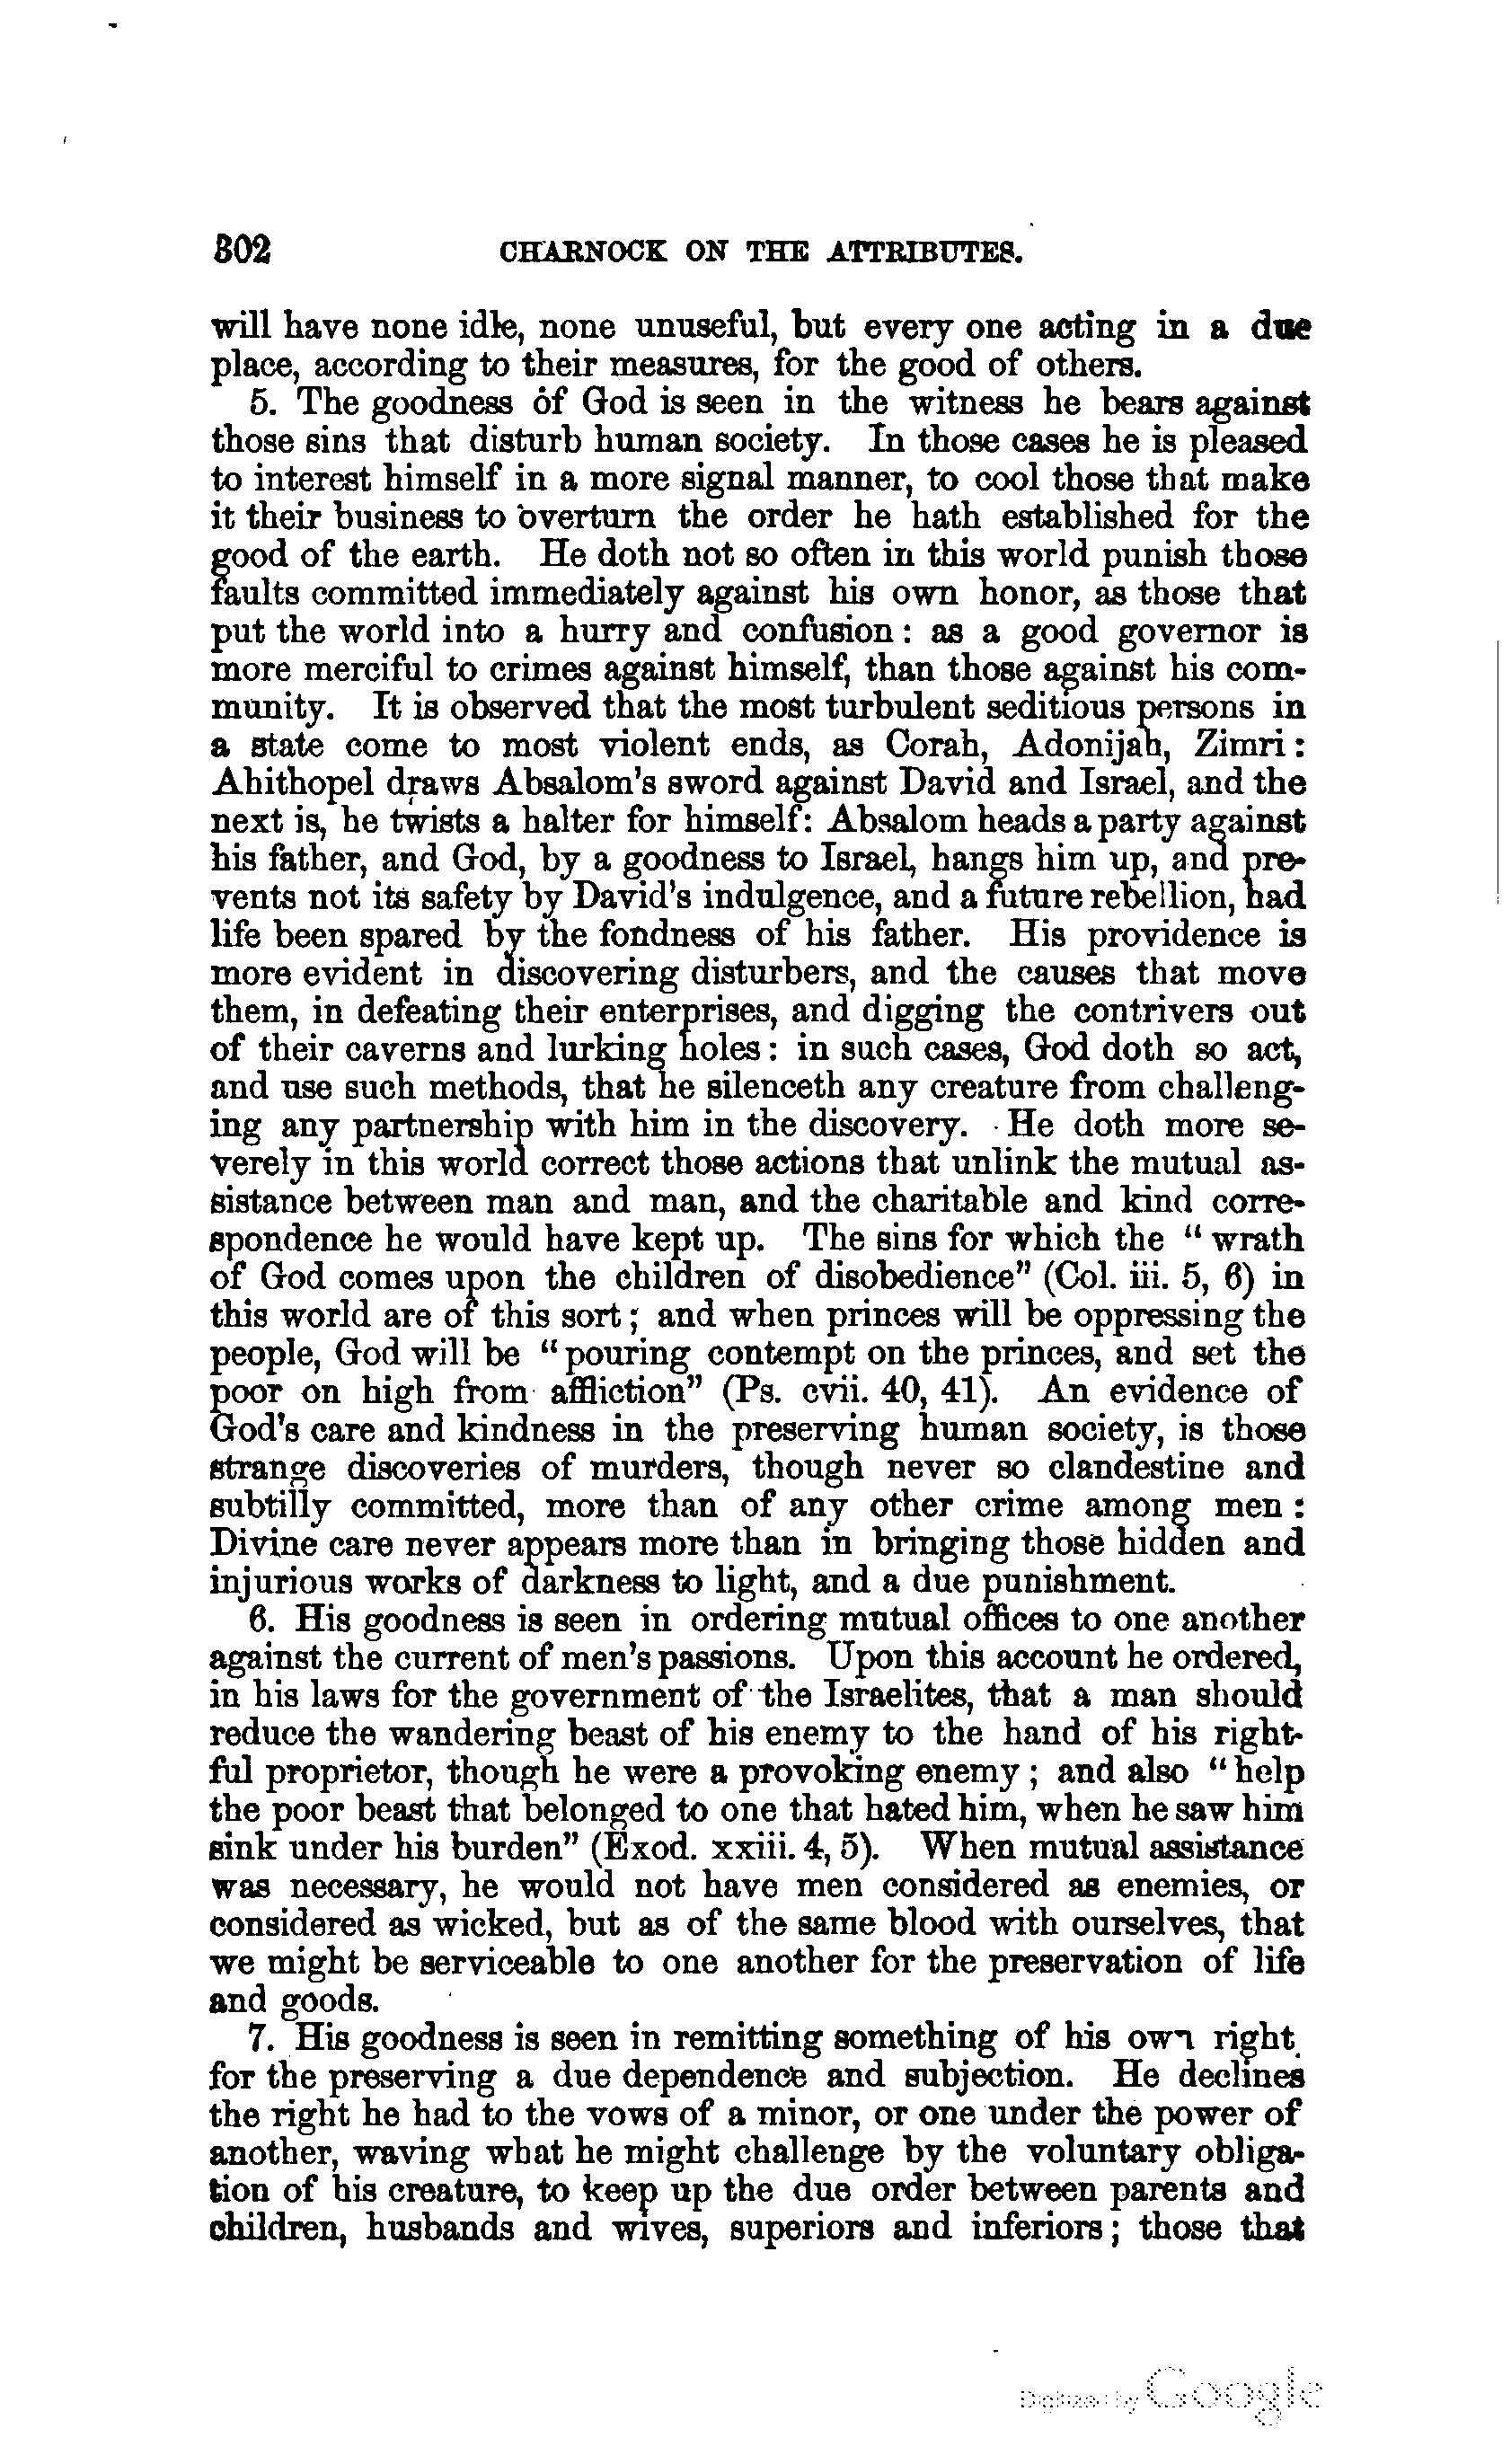 302 CHARNOCK ON THE ATTRIBUTES.
will have none idle, none unuseful, but every one acting in a due
place, according to their measures, for the good of others.
5. The goodness of God is seen in the witness he bears against
those sins that disturb human society. In those cases he is pleased
to interest himself in a more signal manner, to cool those that make
it their business to overturn the order he hath established for the
good of the earth. He doth not so often in this world punish those
faults committed immediately against his own honor, as those that
put the world into a hurry and confusion: as a good governor is
more merciful to crimes against himself, than those against his com-
munity. It is observed that the most turbulent seditious persons in
a state come to most violent ends, as Corah, Adonijah, Zimri:
Ahithopel draws Absalom's sword against David and Israel, and the
next is, he twists a halter for himself: Absalom heads a party against
his father, and God, by a goodness to Israel, hangs him up, and pre-
vents not its safety by David's indulgence, and a future rebellion, had
life been spared by the fondness of his father. His providence is
more evident in discovering disturbers, and the causes that move
them, in defeating their enterprises, and digging the contrivers out
of their caverns and lurking holes: in such cases, God doth so act,
and use such methods, that he silenceth any creature from challeng-
ing any partnership with him in the discovery. He doth more se-
verely in this world correct those actions that unlink the mutual as-
sistance between man and man, and the charitable and kind corre-
spondence he would have kept up. The sins for which the "wrath
of God comes upon the children of disobedience" (Col. iii. 5, 6) in
this world are of this sort; and when princes will be oppressing the
people, God will be "pouring contempt on the princes, and set the
poor on high from affliction" (Ps. cvii. 40, 41). An evidence of
God's care and kindness in the preserving human society, is those
strange discoveries of murders, though never so clandestine and
subtilly committed, more than of any other crime among men:
Divine care never appears more than in bringing those hidden and
injurious works of darkness to light, and a due punishment.
6. His goodness is seen in ordering mutual offices to one another
against the current of men's passions. Upon this account he ordered,
in his laws for the government of the Israelites, that a man should
reduce the wandering beast of his enemy to the hand of his right-
ful proprietor, though he were a provoking enemy; and also "help
the poor beast that belonged to one that hated him, when he saw him
sink under his burden" (Exod. xxiii. 4, 5). When mutual assistance
was necessary, he would not have men considered as enemies, or
considered as wicked, but as of the same blood with ourselves, that
we might be serviceable to one another for the preservation of life
and goods.
7. His goodness is seen in remitting something of his own right
for the preserving a due dependence and subjection. He declines
the right he had to the vows of a minor, or one under the power of
another, waving what he might challenge by the voluntary obliga-
tion of his creature, to keep up the due order between parents and
children, husbands and wives, superiors and inferiors; those that
Digitized by Google